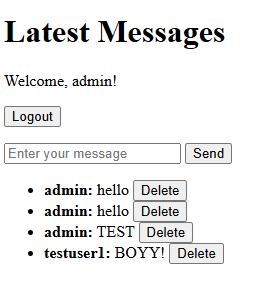 Latest Messages
Welcome, admin!
Logout
Enter your message Send
admin: hello Delete
admin: hello Delete
admin: TEST Delete
testuser1: BOYY! Delete